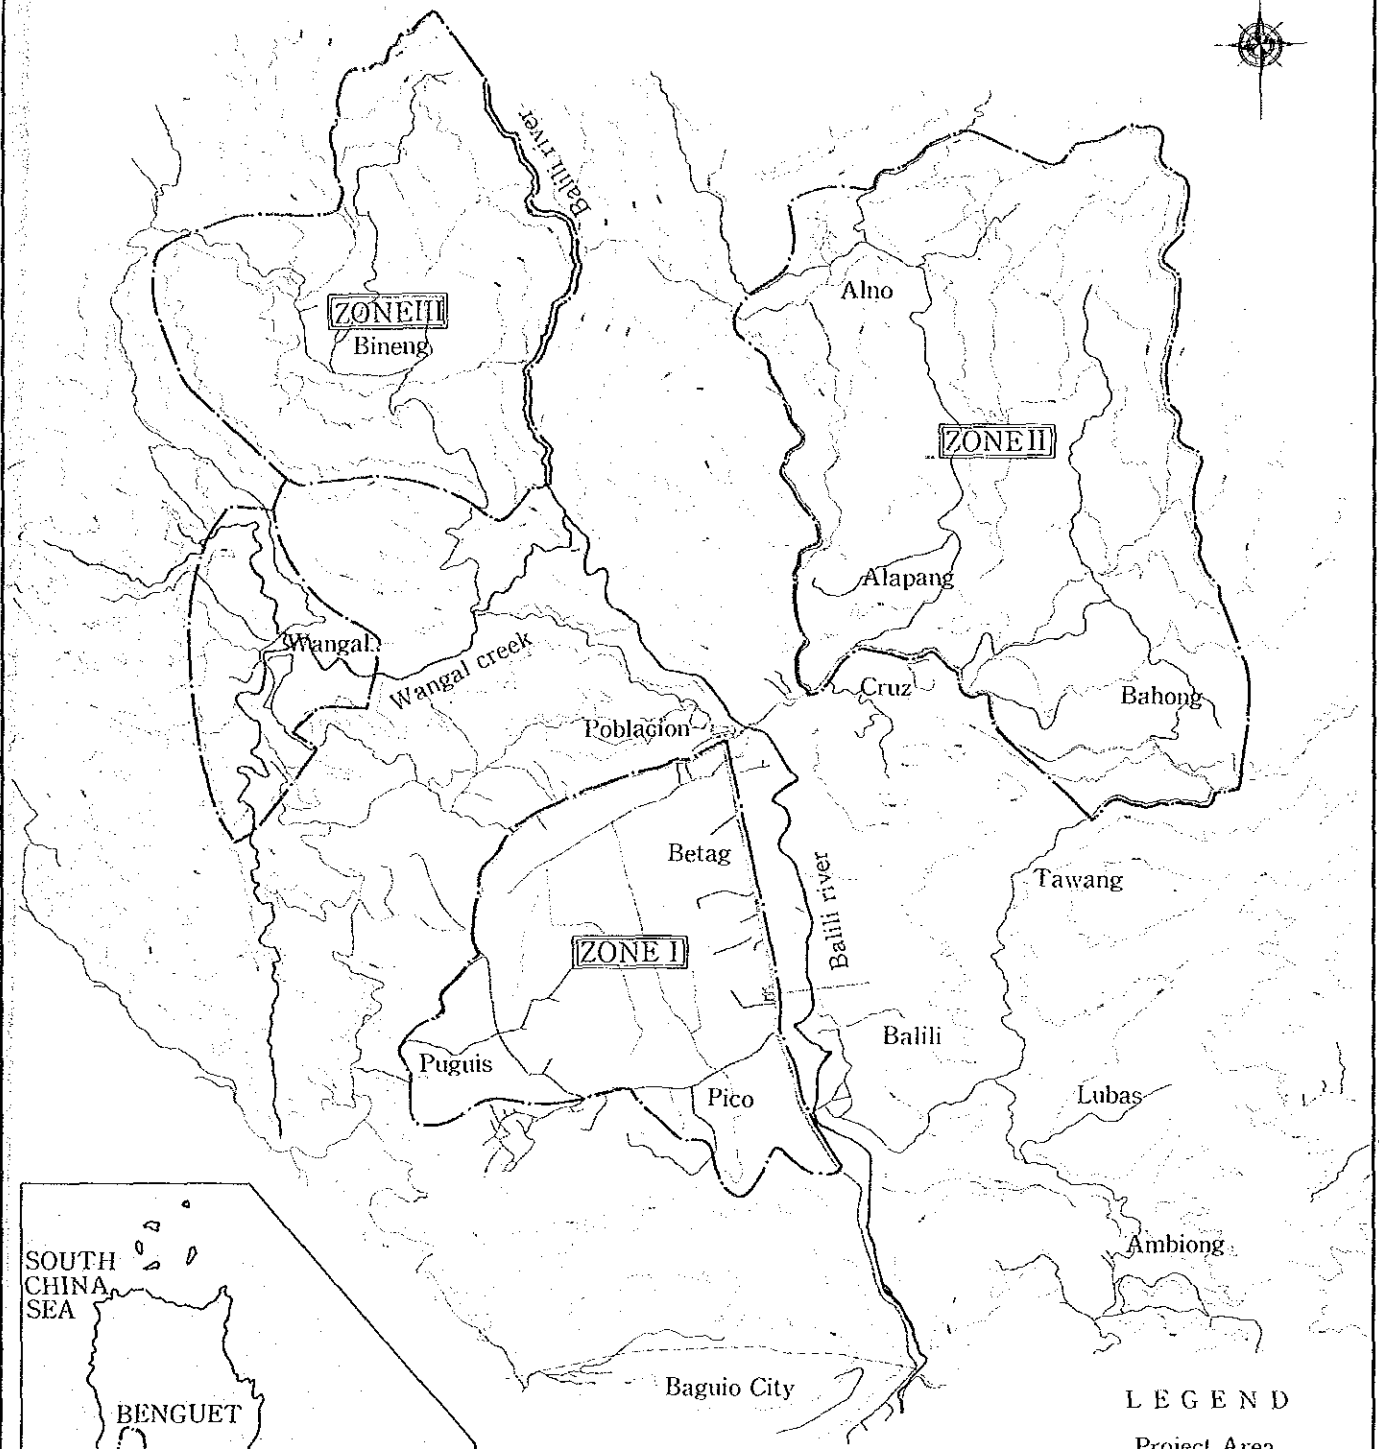 Balili river
Alno
ZONE III
Bineng
ZONE II
Alapang
Wangal
Wangal creek
Cruz
Bahong
Poblacion
Betag
Tawang
Balili river
ZONE I
Balili
Puguis
Pico
Lubas
Ambiong
SOUTH
CHINA
SEA
Baguio City
BENGUET
LEGEND
Project Area